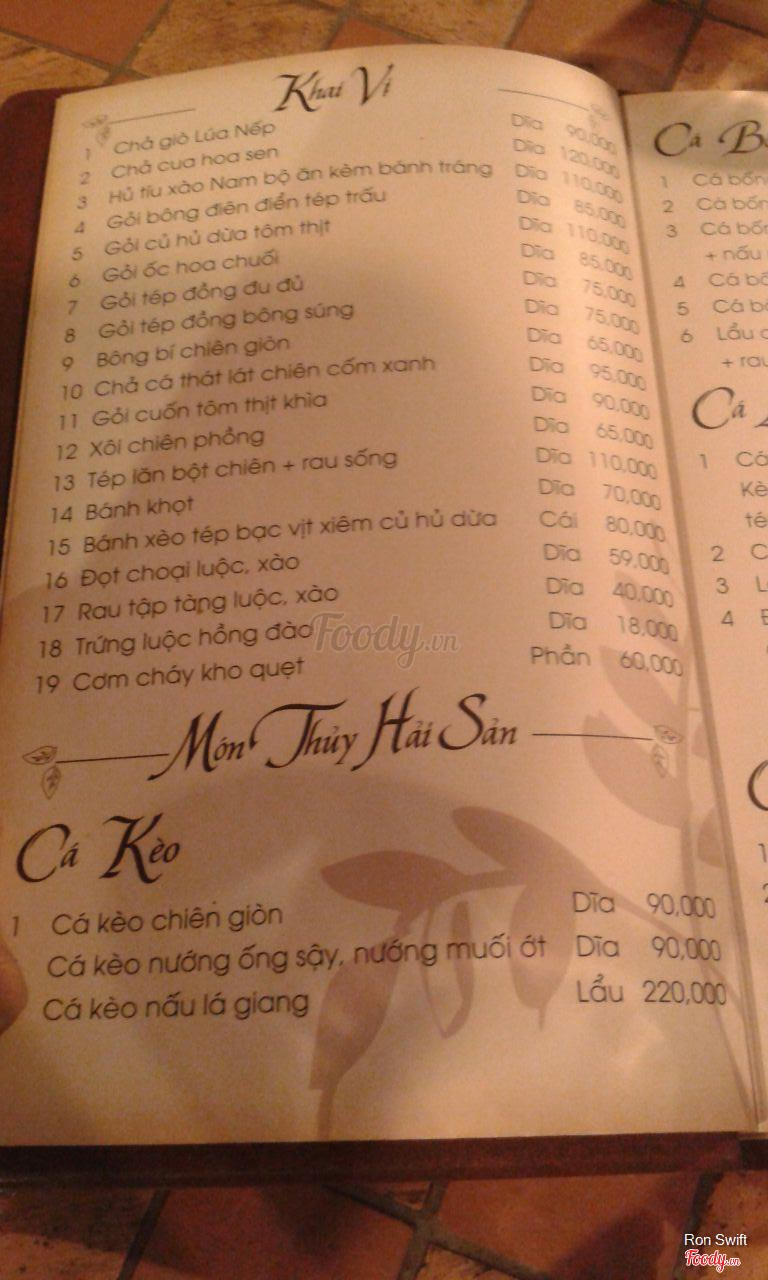 Khai Vị
1 Chả giò Lúa Nếp Dĩa 90,000
2 Chả cua hoa sen Dĩa 120,000
3 Hủ tíu xào Nam bộ ăn kèm bánh tráng Dĩa 110,000
4 Gỏi bông điên điển tép trấu Dĩa 85,000
5 Gỏi củ hủ dừa tôm thịt Dĩa 110,000
6 Gỏi ốc hoa chuối Dĩa 85,000
7 Gỏi tép đồng đu đủ Dĩa 75,000
8 Gỏi tép đồng bông súng Dĩa 75,000
9 Bông bí chiên giòn Dĩa 65,000
10 Chả cá thát lát chiên cốm xanh Dĩa 95,000
11 Gỏi cuốn tôm thịt khìa Dĩa 90,000
12 Xôi chiên phồng Dĩa 65,000
13 Tép lăn bột chiên + rau sống Dĩa 110,000
14 Bánh khọt Dĩa 70,000
15 Bánh xèo tép bạc vịt xiêm củ hủ dừa Cái 80,000
16 Đọt choại luộc, xào Dĩa 59,000
17 Rau tập tàng luộc, xào Dĩa 40,000
18 Trứng luộc hồng đào Dĩa 18,000
19 Cơm cháy kho quẹt Phần 60,000
Foody.vn
Món Thủy Hải Sản
Cá Kèo
1 Cá kèo chiên giòn Dĩa 90,000
Cá kèo nướng ống sậy, nướng muối ớt Dĩa 90,000
Cá kèo nấu lá giang Lẩu 220,000
Cá
1 Cá bốn
2 Cá bốn
3 Cá bốn
+ nấu
4 Cá
5 Cá
6 Lẩu
+ rau
Cá
1 Cá
Kè
té
2
3
4
1
Ron Swift
Foody.vn